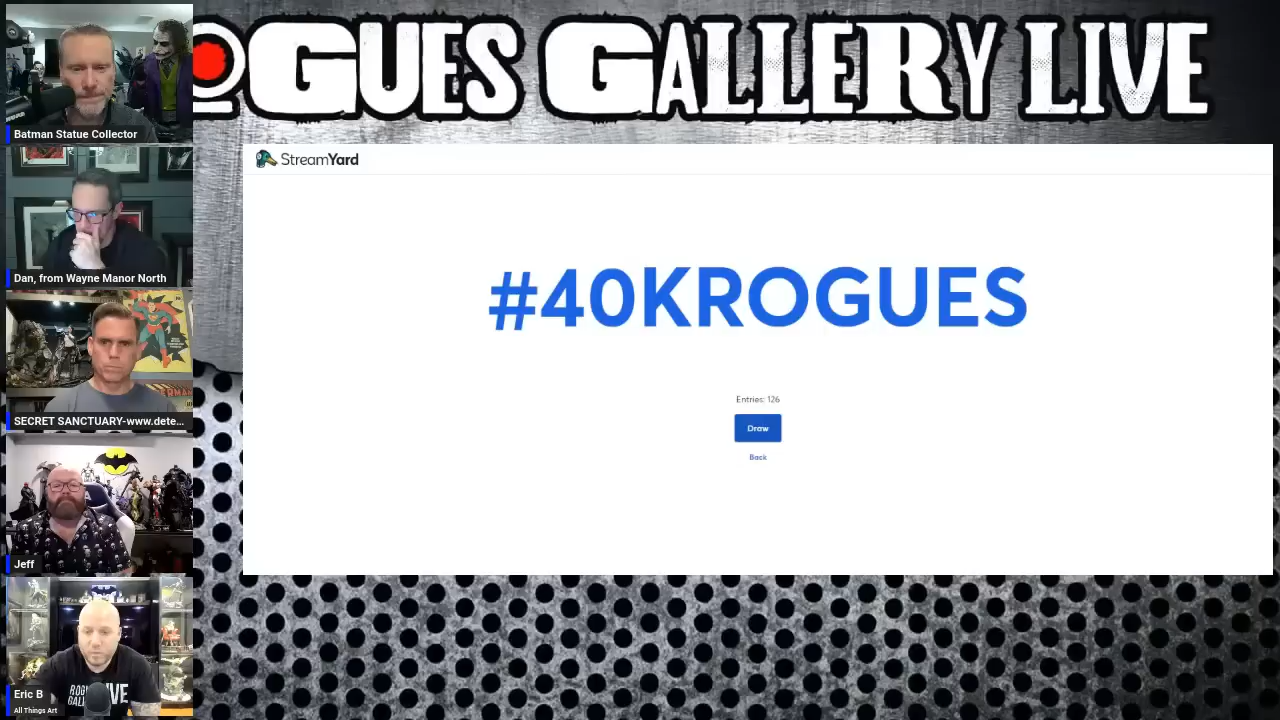 OGUES GALLERY LIVE
Batman Statue Collector
Dan, from Wayne Manor North
SECRET SANCTUARY-www.dete...
Jeff
Eric B
All Things Art
StreamYard
#40KROGUES
Entries: 126
Draw
Back